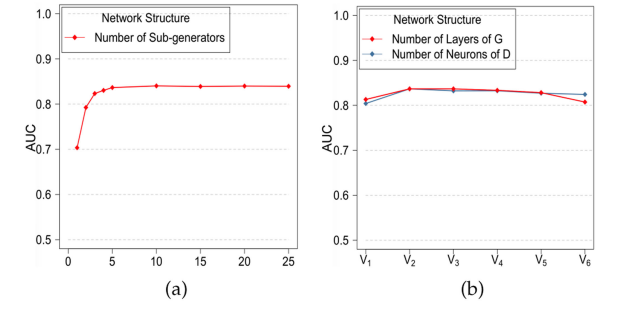 Network Structure
Number of Sub-generators
1.0
0.9
0.8
0.7
0.6
0.5
AUC
0
5
10
15
20
25
(a)
Network Structure
Number of Layers of G
Number of Neurons of D
1.0
0.9
0.8
0.7
0.6
0.5
AUC
V1
V2
V3
V4
V5
V6
(b)